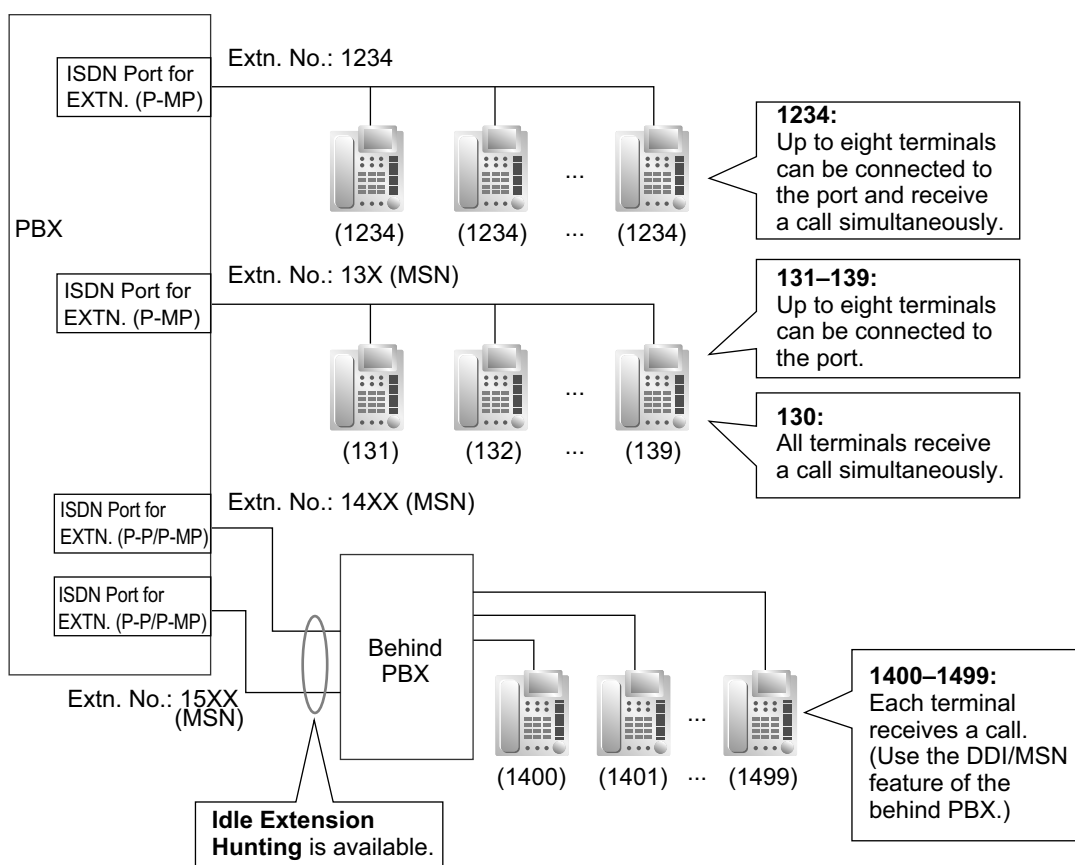 Extn. No.: 1234
ISDN Port for
EXTN. (P-MP)
1234:
Up to eight terminals
can be connected to
the port and receive
a call simultaneously.
...
(1234) (1234) ... (1234)
PBX
Extn. No.: 13X (MSN)
ISDN Port for
EXTN. (P-MP)
131–139:
Up to eight terminals
can be connected to
the port.
...
(131) (132) ... (139)
130:
All terminals receive
a call simultaneously.
Extn. No.: 14XX (MSN)
ISDN Port for
EXTN. (P-P/P-MP)
ISDN Port for
EXTN. (P-P/P-MP)
Behind
PBX
Extn. No.: 15XX
(MSN)
...
(1400) (1401) ... (1499)
1400–1499:
Each terminal
receives a call.
(Use the DDI/MSN
feature of the
behind PBX.)
Idle Extension
Hunting is available.